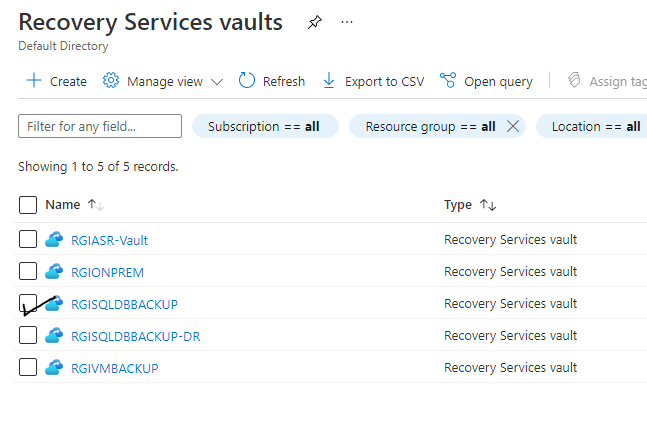 Recovery Services vaults
Default Directory
Create Manage view Refresh Export to CSV Open query Assign tag
Filter for any field... Subscription == all Resource group == all Location == all
Showing 1 to 5 of 5 records.
Name Type
RGIASR-Vault Recovery Services vault
RGIONPREM Recovery Services vault
RGISQLDBBACKUP Recovery Services vault
RGISQLDBBACKUP-DR Recovery Services vault
RGIVMBACKUP Recovery Services vault